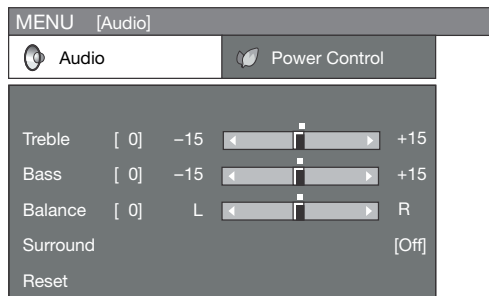 MENU [Audio]
Audio Power Control
Treble [ 0] –15 +15
Bass [ 0] –15 +15
Balance [ 0] L R
Surround [Off]
Reset